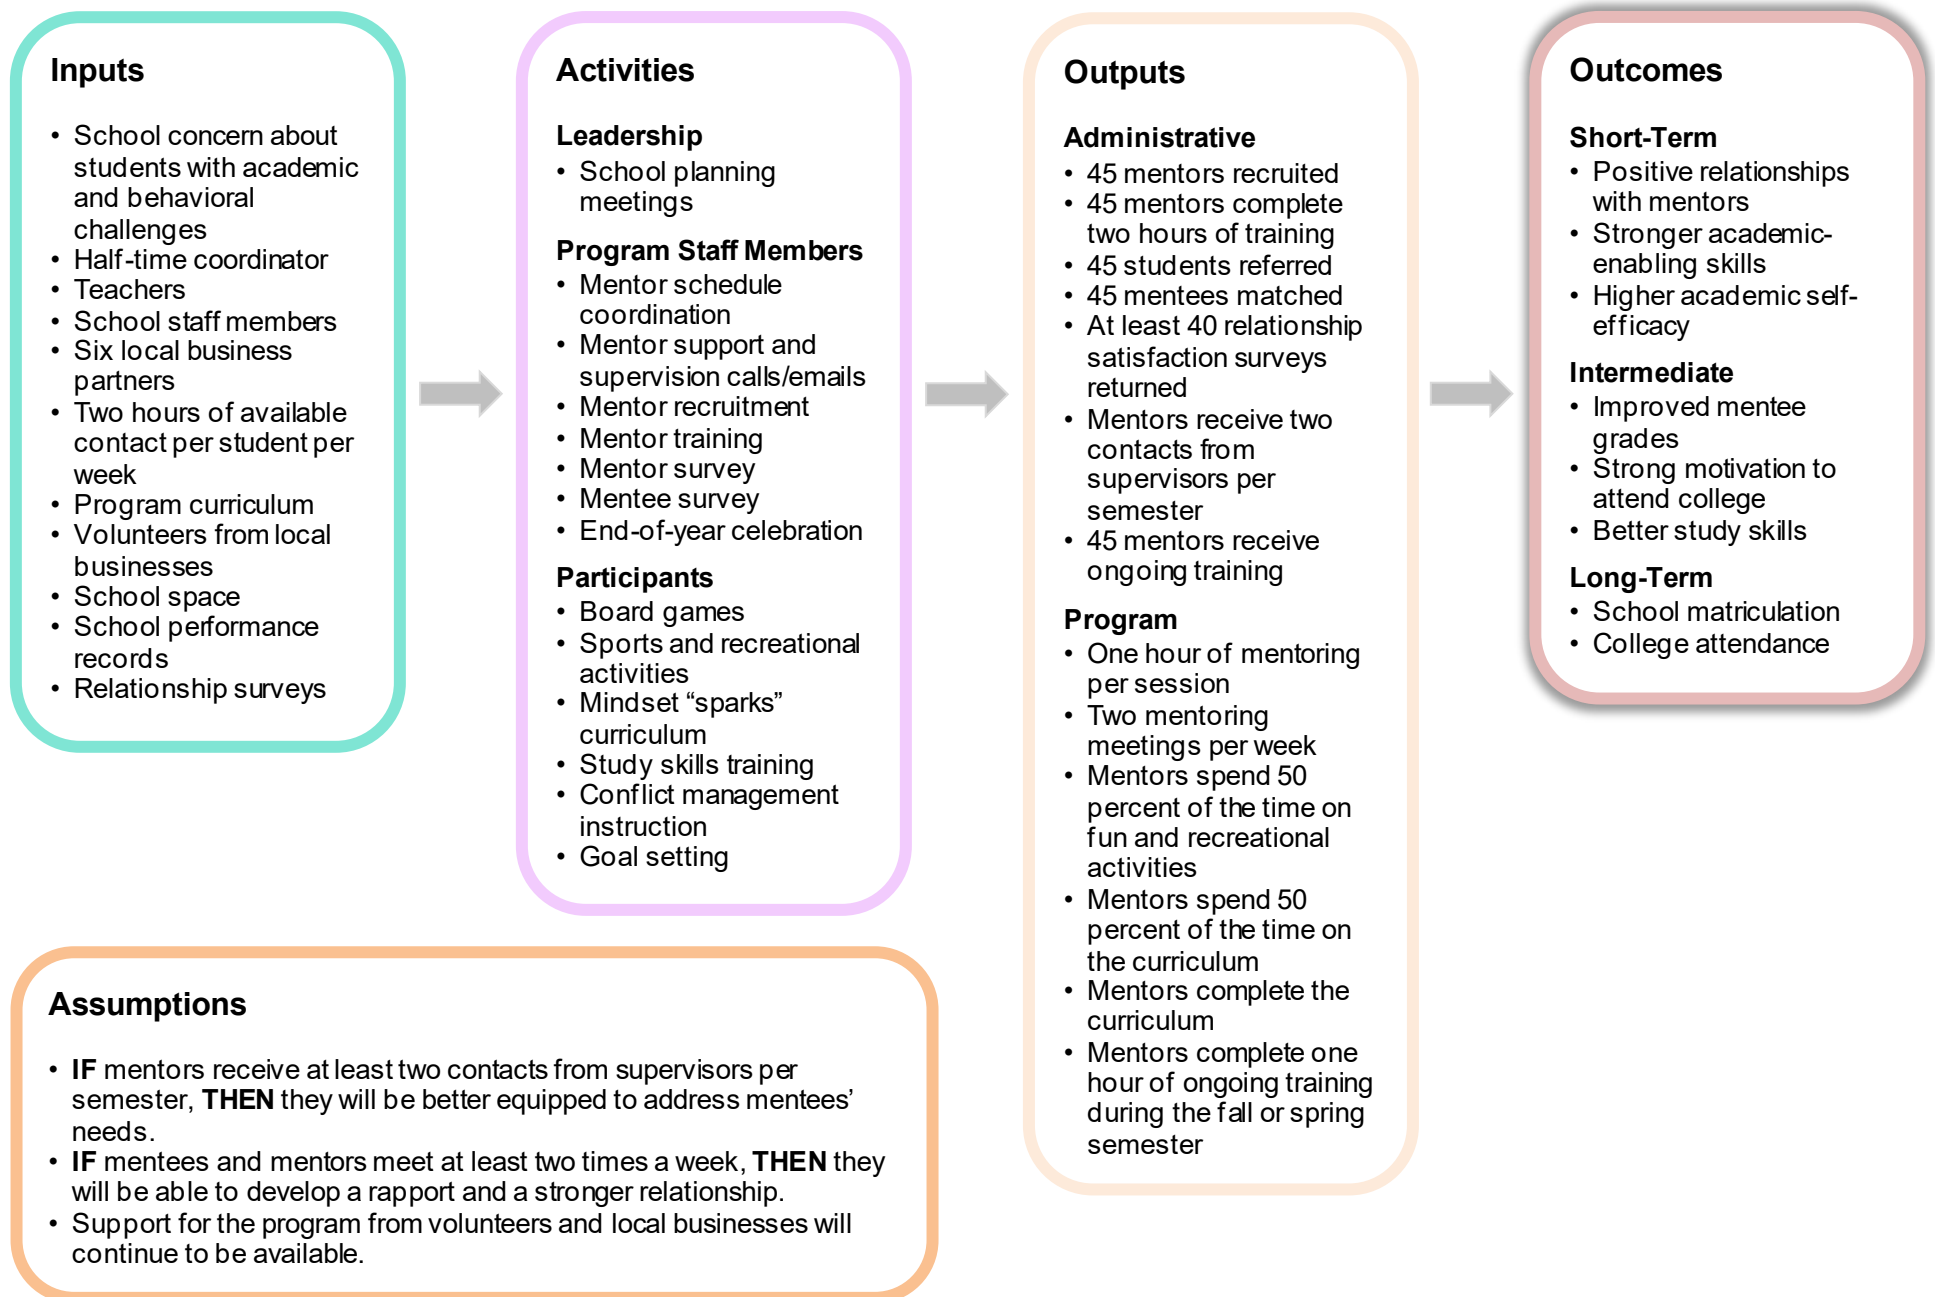 Inputs
• School concern about
students with academic
and behavioral
challenges
• Half-time coordinator
• Teachers
• School staff members
• Six local business
partners
• Two hours of available
contact per student per
week
• Program curriculum
• Volunteers from local
businesses
• School space
• School performance
records
• Relationship surveys
Activities
Leadership
• School planning
meetings
Program Staff Members
• Mentor schedule
coordination
• Mentor support and
supervision calls/emails
• Mentor recruitment
• Mentor training
• Mentor survey
• Mentee survey
• End-of-year celebration
Participants
• Board games
• Sports and recreational
activities
• Mindset “sparks”
curriculum
• Study skills training
• Conflict management
instruction
• Goal setting
Outputs
Administrative
• 45 mentors recruited
• 45 mentors complete
two hours of training
• 45 students referred
• 45 mentees matched
• At least 40 relationship
satisfaction surveys
returned
• Mentors receive two
contacts from
supervisors per
semester
• 45 mentors receive
ongoing training
Program
• One hour of mentoring
per session
• Two mentoring
meetings per week
• Mentors spend 50
percent of the time on
fun and recreational
activities
• Mentors spend 50
percent of the time on
the curriculum
• Mentors complete the
curriculum
• Mentors complete one
hour of ongoing training
during the fall or spring
semester
Outcomes
Short-Term
• Positive relationships
with mentors
• Stronger academic-
enabling skills
• Higher academic self-
efficacy
Intermediate
• Improved mentee
grades
• Strong motivation to
attend college
• Better study skills
Long-Term
• School matriculation
• College attendance
Assumptions
• IF mentors receive at least two contacts from supervisors per
semester, THEN they will be better equipped to address mentees’
needs.
• IF mentees and mentors meet at least two times a week, THEN they
will be able to develop a rapport and a stronger relationship.
• Support for the program from volunteers and local businesses will
continue to be available.